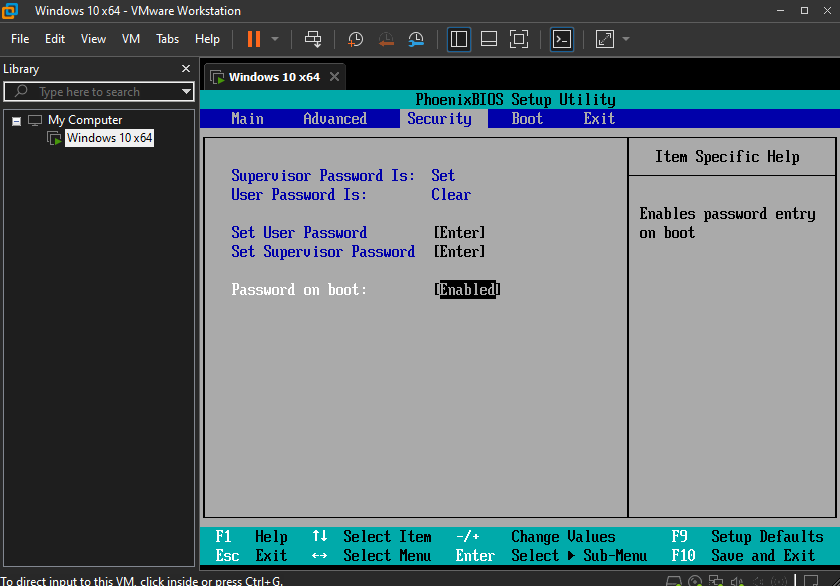 Windows 10 x64 - VMware Workstation
File Edit View VM Tabs Help
Library
Type here to search
My Computer
Windows 10 x64
Windows 10 x64
PhoenixBIOS Setup Utility
Main Advanced Security Boot Exit
Supervisor Password Is: Set
User Password Is: Clear
Set User Password [Enter]
Set Supervisor Password [Enter]
Password on boot: [Enabled]
Item Specific Help
Enables password entry
on boot
F1 Help ↑↓ Select Item -/+ Change Values F9 Setup Defaults
Esc Exit ↔ Select Menu Enter Select ▶ Sub-Menu F10 Save and Exit
To direct input to this VM, click inside or press Ctrl+G.